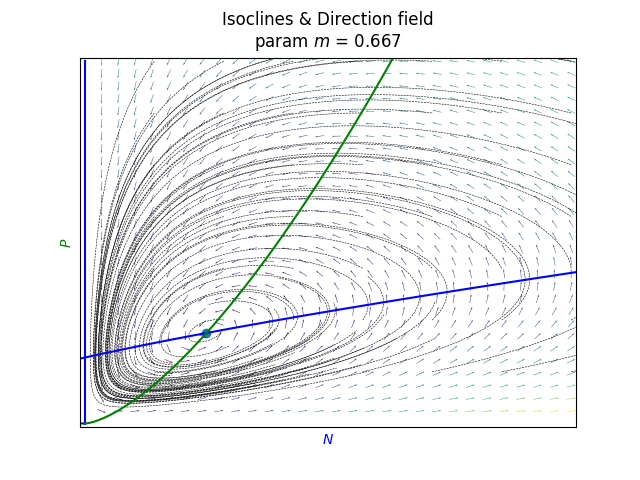 Isoclines & Direction field
param m = 0.667
P
N